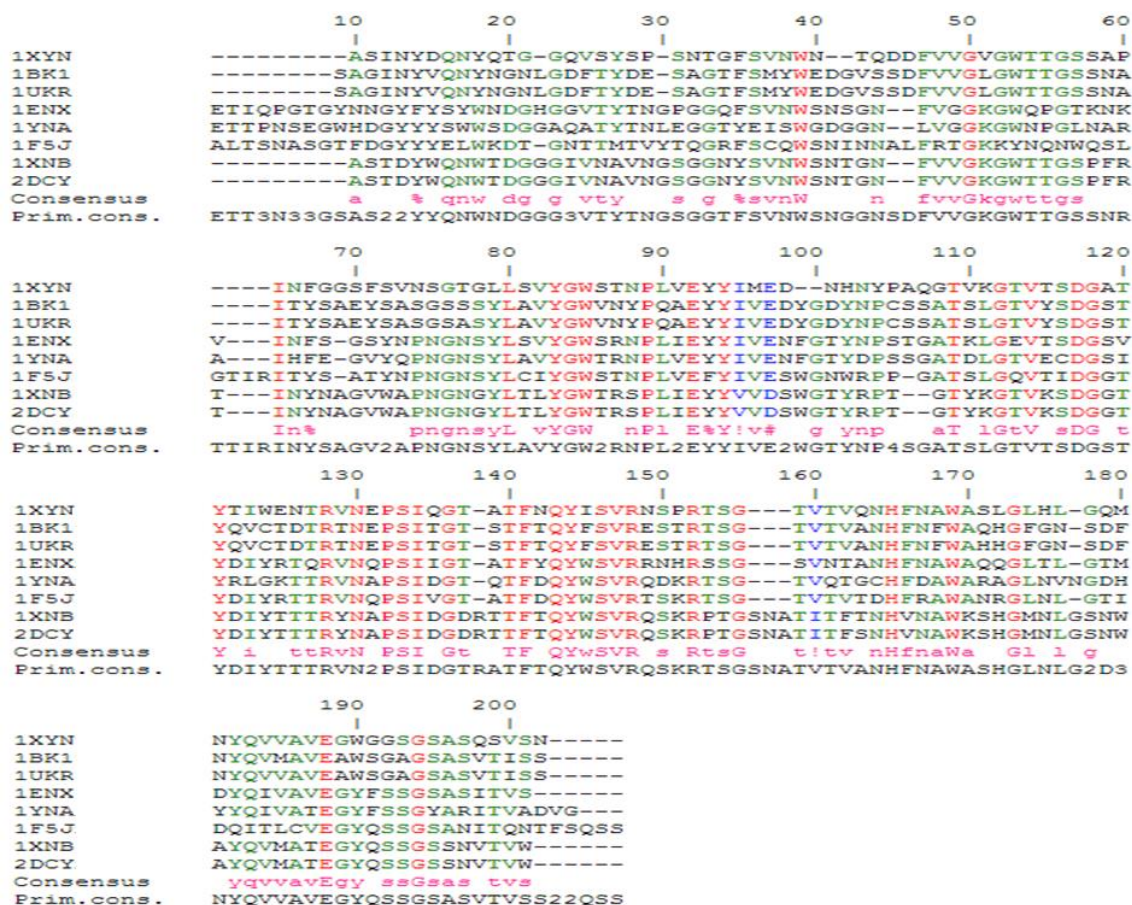 10 20 30 40 50 60
| | | | | |
1XYN ---------ASINYDQNYQTG-GQVSYSP-SNTGFSVNWN--TQDDFVVGVGWTTGSSAP
1BK1 ---------SAGINYVQNYNGNLGDFTYDE-SAGTFSMYWEDGVSSDFVVGLGWTTGSSNA
1UKR ---------SAGINYVQNYNGNLGDFTYDE-SAGTFSMYWEDGVSSDFVVGLGWTTGSSNA
1ENX ETIQPGTGYNNGYFYSYWNDGHGGVTYTNGPGGQFSVNWSNSGN--FVGGKGWQPGTKNK
1YNA ETTPNSEGWHDGYYYSWWSDGGAQATYTNLEGGTYEISWGDGGN--LVGGKGWNPGLNAR
1F5J ALTSNASGTFDGYYYELWKDT-GNTTMTVYTQGRFSCQWSNINNALFRTGKKYNQNWQSL
1XNB ---------ASTDYWQNWTDGGGIVNAVNGSGGNYSVNWSNTGN--FVVGKGWTTGSPFR
2DCY ---------ASTDYWQNWTDGGGIVNAVNGSGGNYSVNWSNTGN--FVVGKGWTTGSPFR
Consensus a % qnw dg g vty s g %svnW n fvvGkgwttgs
Prim.cons. ETT3N33GSAS22YYQNWNDGGG3VTYTNGSGGTFSVNWSNGGNSDFVVGKGWTTGSSNR
70 80 90 100 110 120
| | | | | |
1XYN ----INFGGSFSVNSGTGLLSVYGWSTNPLVEYYIMED--NHNYPAQGTVKGTVTSDGAT
1BK1 ----ITYSAEYSASGSSSYLAVYGWVNYPQAEYYIVEDYGDYNPCSSATSLGTVYSDGST
1UKR ----ITYSAEYSASGSASYLAVYGWVNYPQAEYYIVEDYGDYNPCSSATSLGTVYSDGST
1ENX V---INFS-GSYNPNGNSYLSVYGWSRNPLIEYYIVENFGTYNPSTGATKLGEVTSDGSV
1YNA A---IHFE-GVYQPNGNSYLAVYGWTRNPLVEYYIVENFGTYDPSSGATDLGTVECDGSI
1F5J GTIRITYS-ATYNPNGNSYLCIYGWSTNPLVEFYIVESWGNWRPP-GATSLGQVTIDGGT
1XNB T---INYNAGVWAPNGNGYLTLYGWTRSPLIEYYVVDSWGTYRPT--GTYKGTVKSDGGT
2DCY T---INYNAGVWAPNGNGYLTLYGWTRSPLIEYYVVDSWGTYRPT--GTYKGTVKSDGGT
Consensus In% pngnsyL vYGW nPl E%Y!v# g ynp aT lGtV sDG t
Prim.cons. TTIRINYSAGV2APNGNSYLAVYGW2RNPL2EYYIVE2WGTYNP4SGATSLGTVTSDGST
130 140 150 160 170 180
| | | | | |
1XYN YTIWENTRVNEPSIQGT-ATFNQYISVRNSPRTSG---TVTVQNHFNAWASLGLHL-GQM
1BK1 YQVCTDTRTNEPSITGT-STFTQYFSVRESTRTSG---TVTVANHFNFWAQHGFGN-SDF
1UKR YQVCTDTRTNEPSITGT-STFTQYFSVRESTRTSG---TVTVANHFNFWAHHGFGN-SDF
1ENX YDIYRTQRVNQPSIIGT-ATFYQYWSVRRNHRSSG---SVNTANHFNAWAQQGLTL-GTM
1YNA YRLGKTTRVNAPSIDGT-QTFDQYWSVRQDKRTSG---TVQTGCHFDAWARAGLNVNGDH
1F5J YDIYRTTRVNQPSIVGT-ATFDQYWSVRTSKRTSG---TVTVTDHFRAWANRGLNL-GTI
1XNB YDIYTTTRYNAPSIDGDRTTFTQYWSVRQSKRPTGSNATITFTNHVNAWKSHGMNLGSNW
2DCY YDIYTTTRYNAPSIDGDRTTFTQYWSVRQSKRPTGSNATITFSNHVNAWKSHGMNLGSNW
Consensus Y i ttRvN PSI Gt TF QYwSVR s RtsG t!tv nHfnaWa Gl l g
Prim.cons. YDIYTTTRVN2PSIDGTRATFTQYWSVRQSKRTSGSNATVTVANHFNAWASHGLNLG2D3
190 200
| |
1XYN NYQVVAVEGWGGSGSASQSVSN-----
1BK1 NYQVMAVEAWSGAGSASVTISS-----
1UKR NYQVVAVEAWSGAGSASVTISS-----
1ENX DYQIVAVEGYFSSGSASITVS------
1YNA YYQIVATEGYFSSGYARITVADVG---
1F5J DQITLCVEGYQSSGSANITQNTFSQSS
1XNB AYQVMATEGYQSSGSSNVTVW------
2DCY AYQVMATEGYQSSGSSNVTVW------
Consensus yqvvavEgy ssGsas tvs
Prim.cons. NYQVVAVEGYQSSGSASVTVSS22QSS